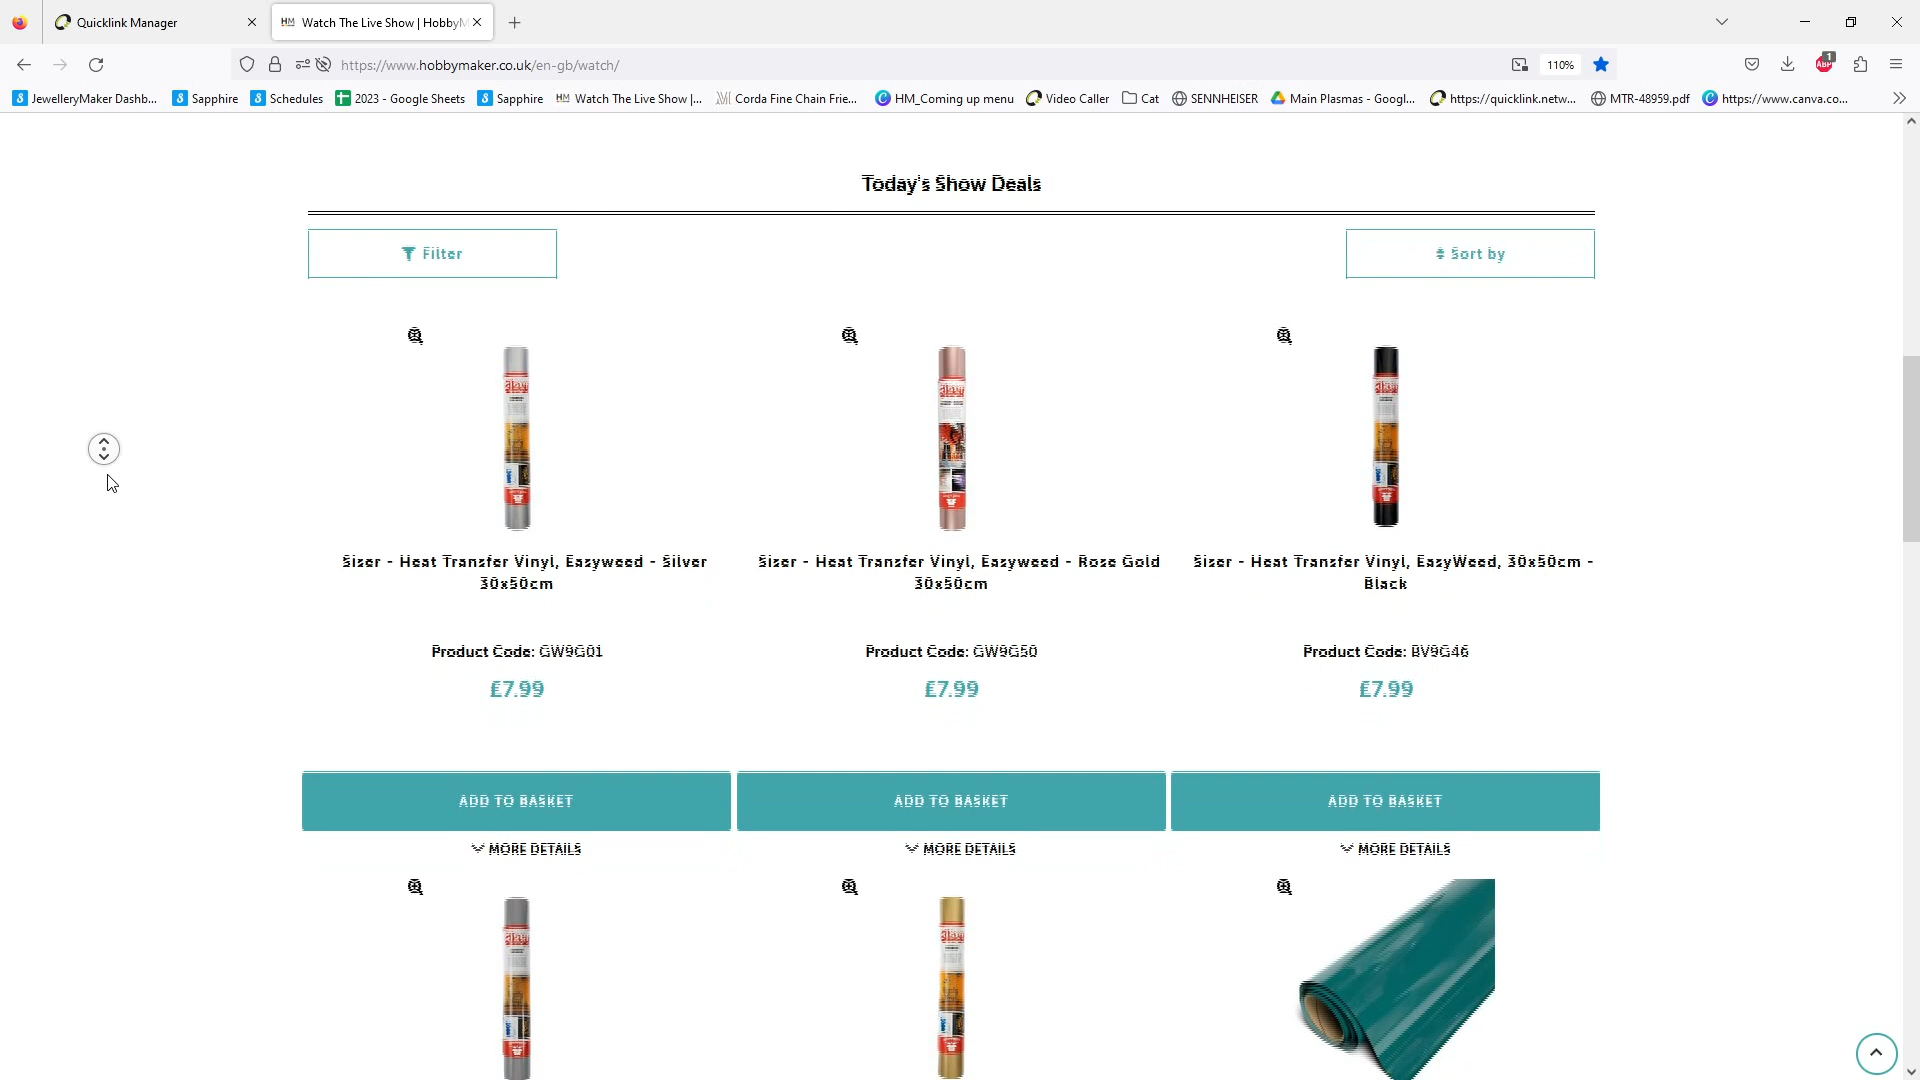 Quicklink Manager
HM Watch The Live Show | HobbyM
https://www.hobbymaker.co.uk/en-gb/watch/
110%
ABP
1
JewelleryMaker Dashb...
Sapphire
Schedules
2023 - Google Sheets
Sapphire
HM Watch The Live Show |...
Corda Fine Chain Frie...
HM_Coming up menu
Video Caller
Cat
SENNHEISER
Main Plasmas - Googl...
https://quicklink.netw...
MTR-48959.pdf
https://www.canva.co...
Today's Show Deals
Filter
Sort by
Siser - Heat Transfer Vinyl, Easyweed - Silver
30x50cm
Product Code: GW9G01
£7.99
ADD TO BASKET
MORE DETAILS
Siser - Heat Transfer Vinyl, Easyweed - Rose Gold
30x50cm
Product Code: GW9G50
£7.99
ADD TO BASKET
MORE DETAILS
Siser - Heat Transfer Vinyl, EasyWeed, 30x50cm -
Black
Product Code: BV9G46
£7.99
ADD TO BASKET
MORE DETAILS